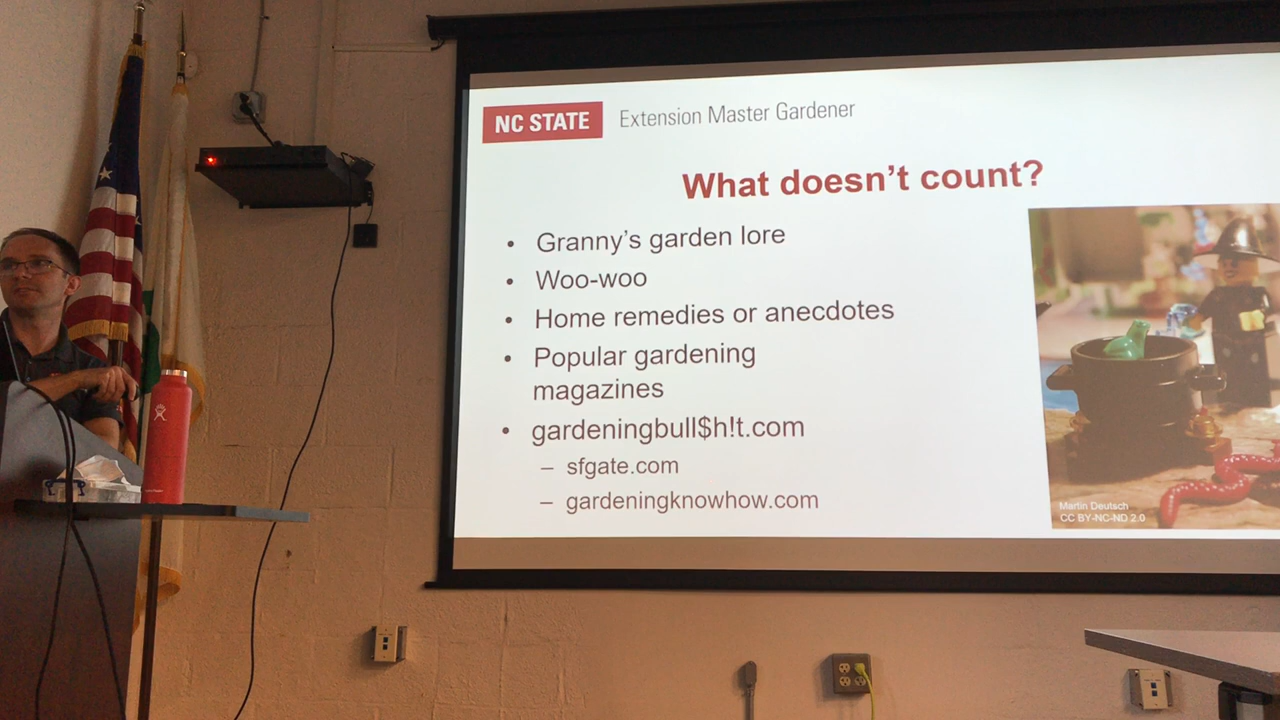 NC STATE Extension Master Gardener
What doesn't count?
• Granny's garden lore
• Woo-woo
• Home remedies or anecdotes
• Popular gardening
magazines
• gardeningbull$h!t.com
– sfgate.com
– gardeningknowhow.com
Martin Deutsch
CC BY-NC-ND 2.0